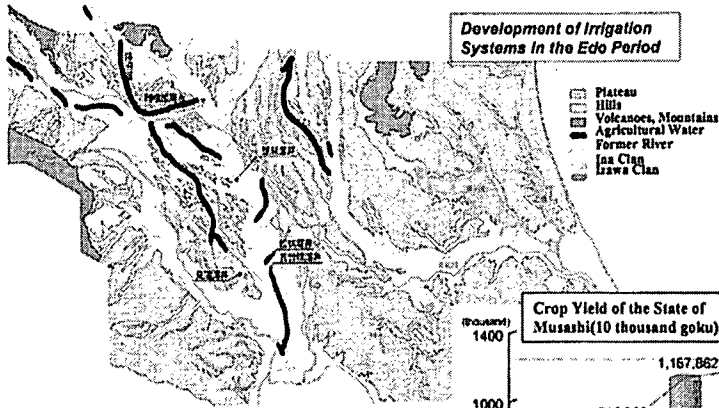 Development of Irrigation
Systems in the Edo Period
Plateau
Hills
Volcanoes, Mountains
Agricultural Water
Former River
Ina Clan
Izawa Clan
Crop Yield of the State of
Musashi(10 thousand goku)
(thousand)
1400
1,167,862
1000